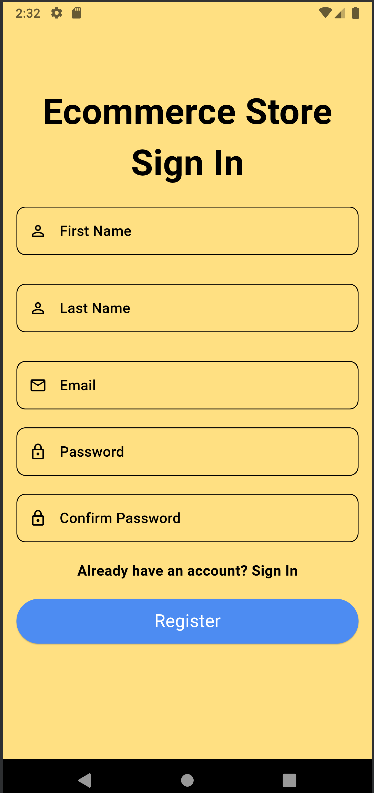 2:32
Ecommerce Store
Sign In
First Name
Last Name
Email
Password
Confirm Password
Already have an account? Sign In
Register